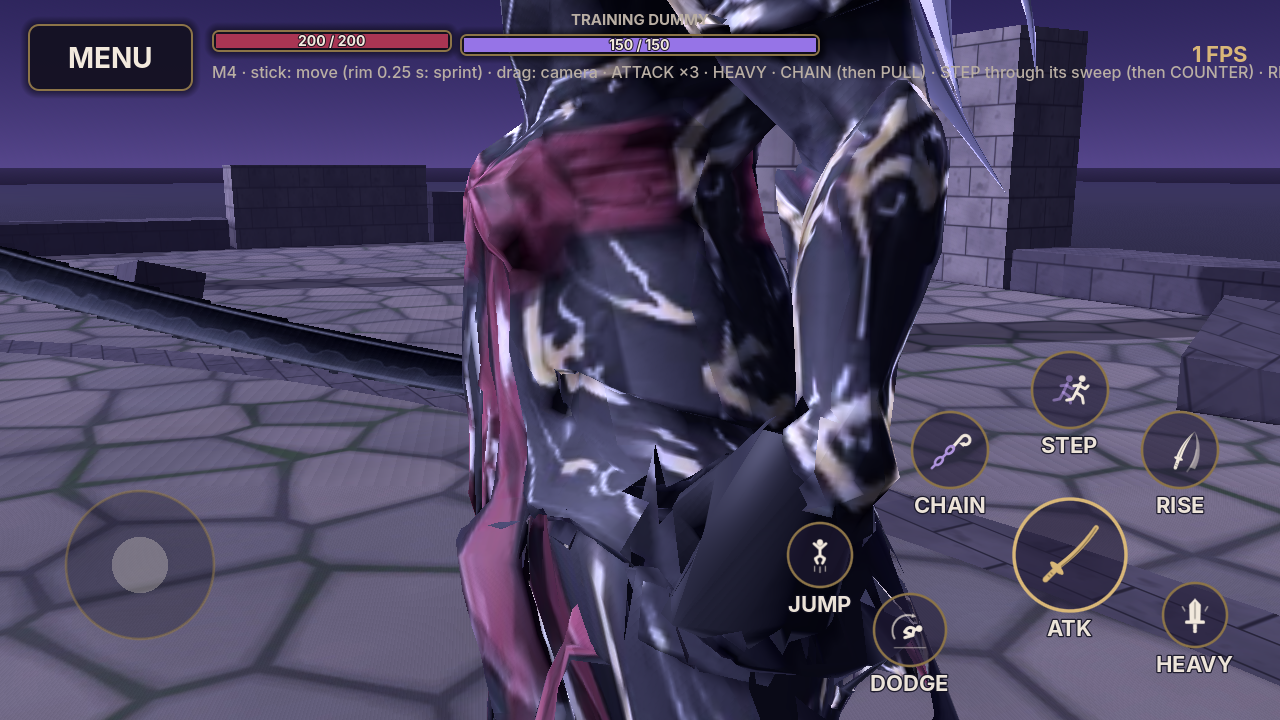 TRAINING DUMMY
MENU
200 / 200
150 / 150
1 FPS
M4 · stick: move (rim 0.25 s: sprint) · drag: camera · ATTACK ×3 · HEAVY · CHAIN (then PULL) · STEP through its sweep (then COUNTER) ·
STEP
CHAIN
RISE
JUMP
ATK
HEAVY
DODGE